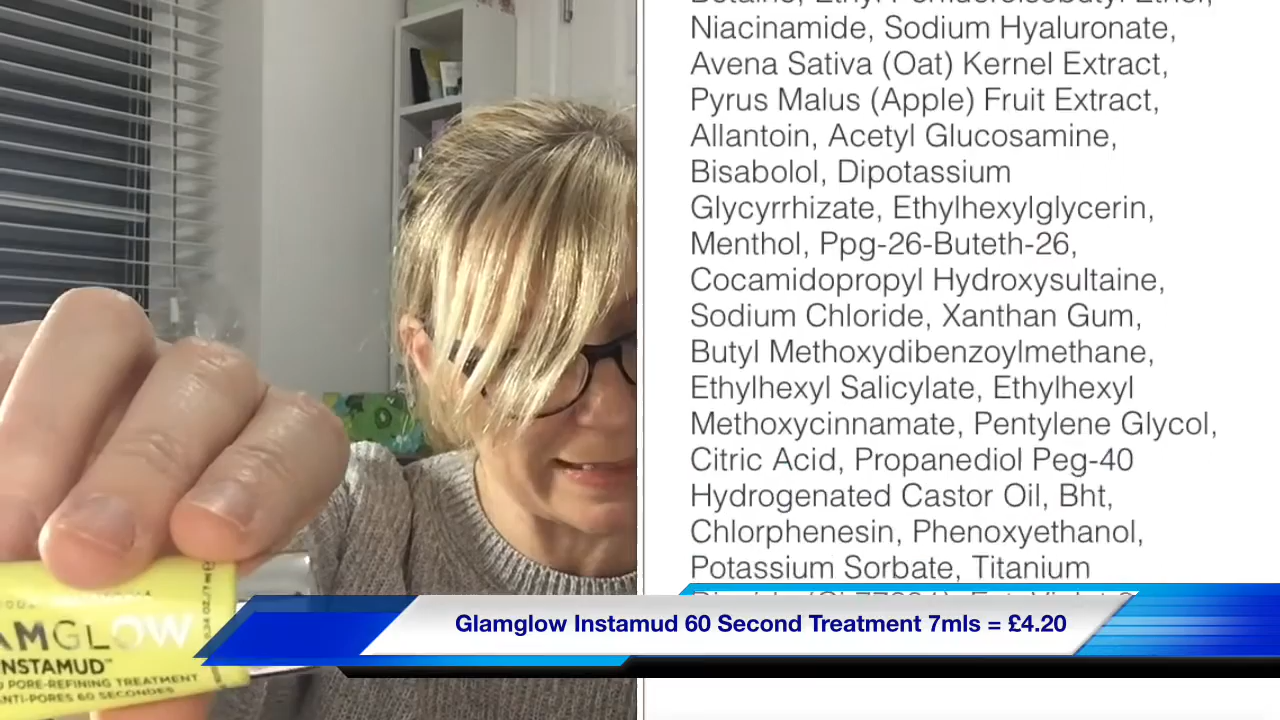 Niacinamide, Sodium Hyaluronate,
Avena Sativa (Oat) Kernel Extract,
Pyrus Malus (Apple) Fruit Extract,
Allantoin, Acetyl Glucosamine,
Bisabolol, Dipotassium
Glycyrrhizate, Ethylhexylglycerin,
Menthol, Ppg-26-Buteth-26,
Cocamidopropyl Hydroxysultaine,
Sodium Chloride, Xanthan Gum,
Butyl Methoxydibenzoylmethane,
Ethylhexyl Salicylate, Ethylhexyl
Methoxycinnamate, Pentylene Glycol,
Citric Acid, Propanediol Peg-40
Hydrogenated Castor Oil, Bht,
Chlorphenesin, Phenoxyethanol,
Potassium Sorbate, Titanium
Glamglow Instamud 60 Second Treatment 7mls = £4.20
AMGLOW
INSTAMUD™
PORE-REFINING TREATMENT
ANTI-PORES 60 SECONDES